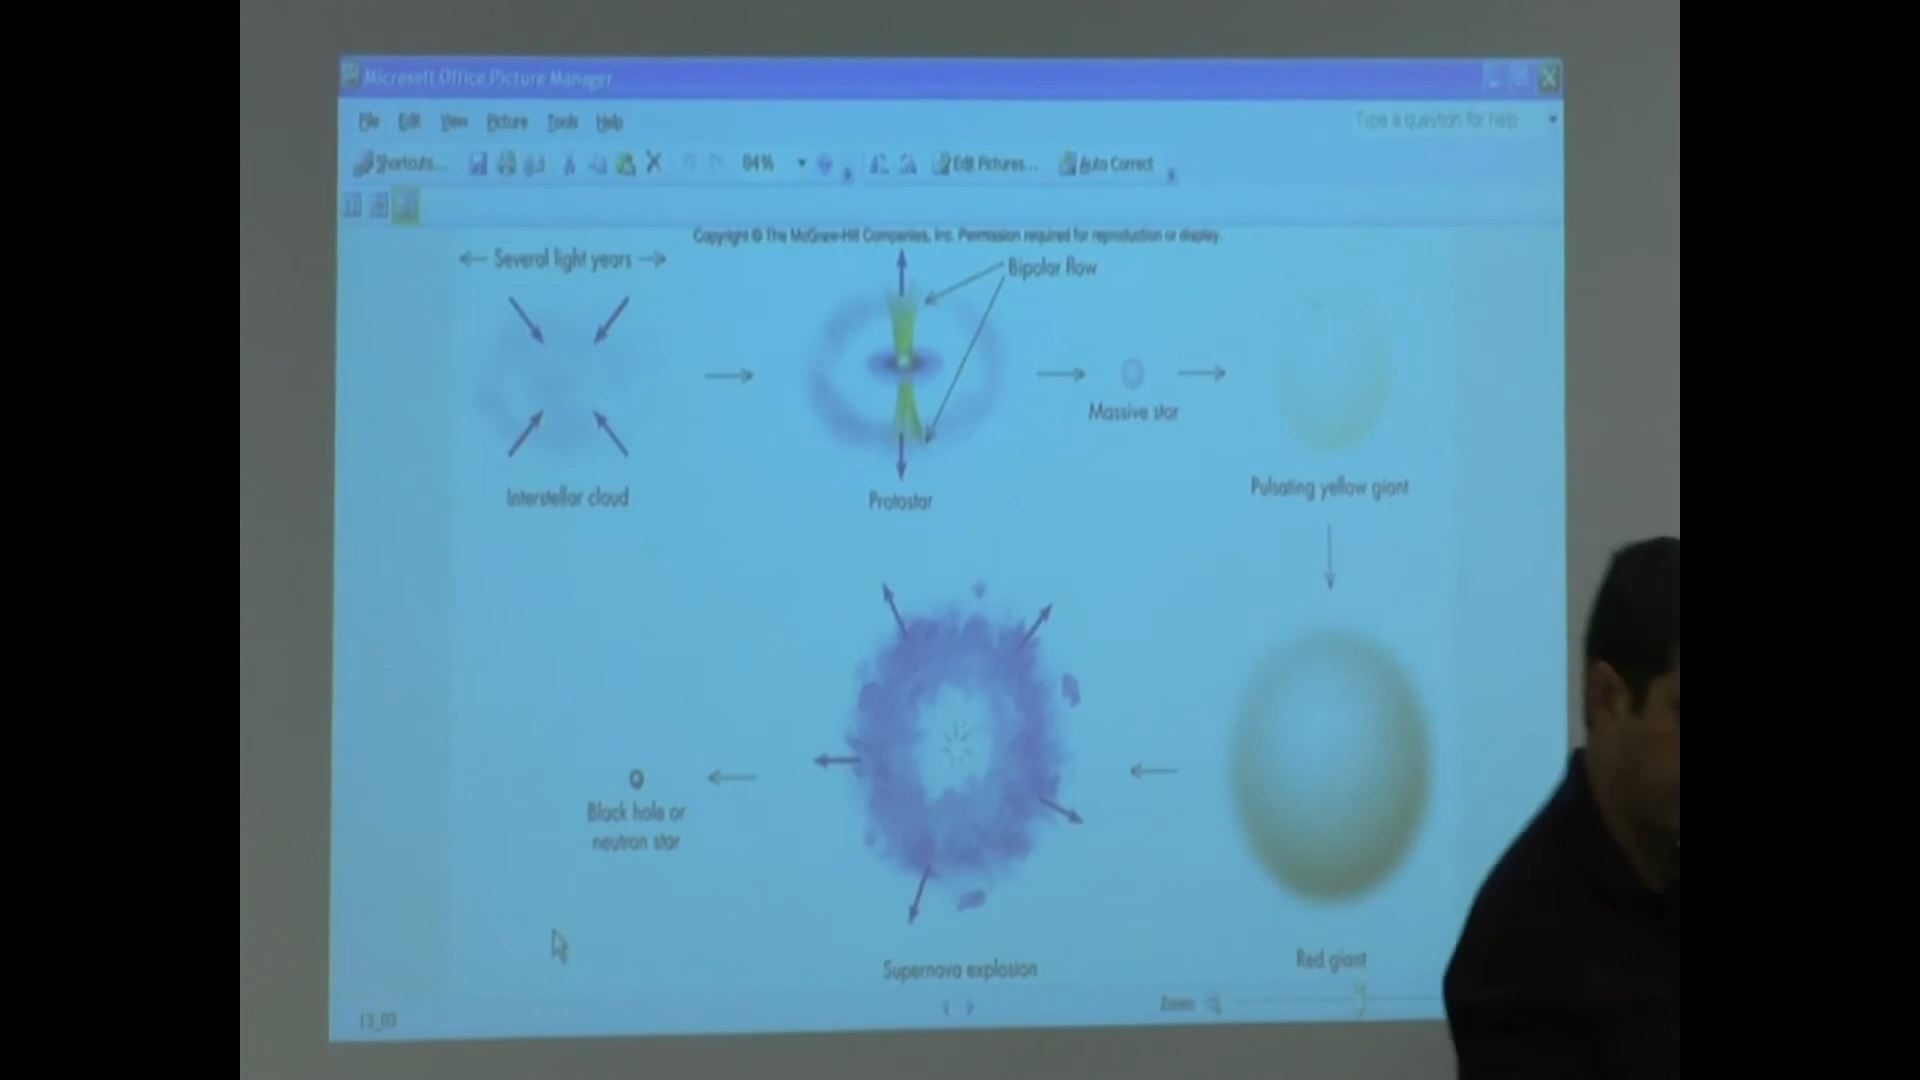 Microsoft Office Picture Manager
File Edit View Picture Tools Help
Type a question for help
Shortcuts...
84%
Edit Pictures...
Auto Correct
Copyright © The McGraw-Hill Companies, Inc. Permission required for reproduction or display.
Several light years
Bipolar flow
Massive star
Interstellar cloud
Protostar
Pulsating yellow giant
Black hole or
neutron star
Supernova explosion
Red giant
Zoom:
13_03